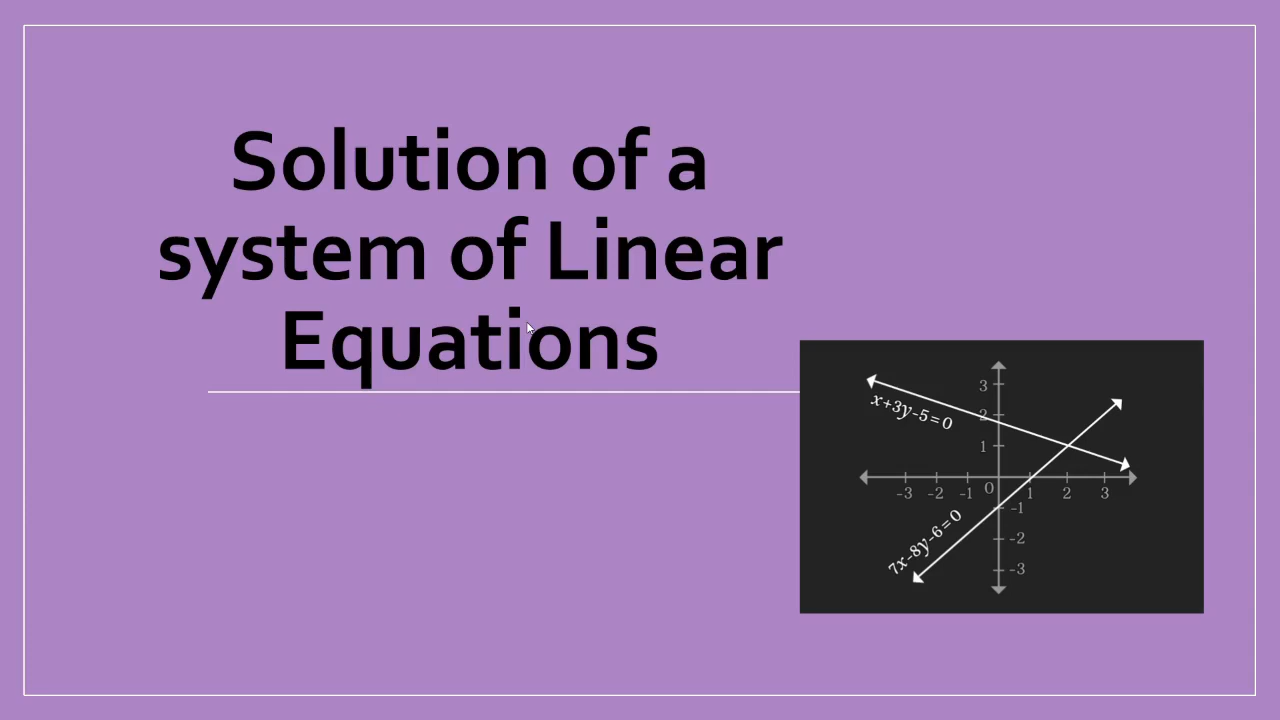 Solution of a
system of Linear
Equations
3
x+3y-5=0
2
1
-3 -2 -1 0 1 2 3
-1
7x-8y-6=0
-2
-3